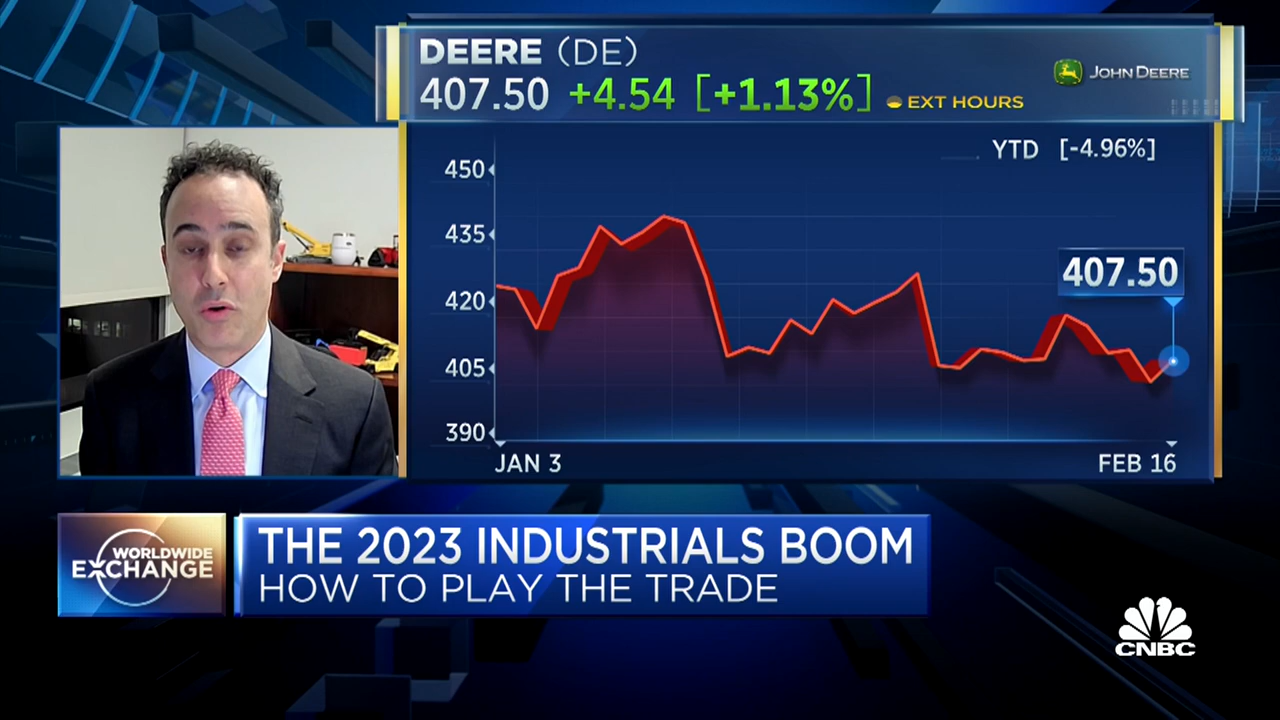 DEERE (DE)
407.50 +4.54 [+1.13%] EXT HOURS
JOHN DEERE
YTD [-4.96%]
450
435
420
405
390
407.50
JAN 3
FEB 16
WORLDWIDE
EXCHANGE
THE 2023 INDUSTRIALS BOOM
HOW TO PLAY THE TRADE
CNBC